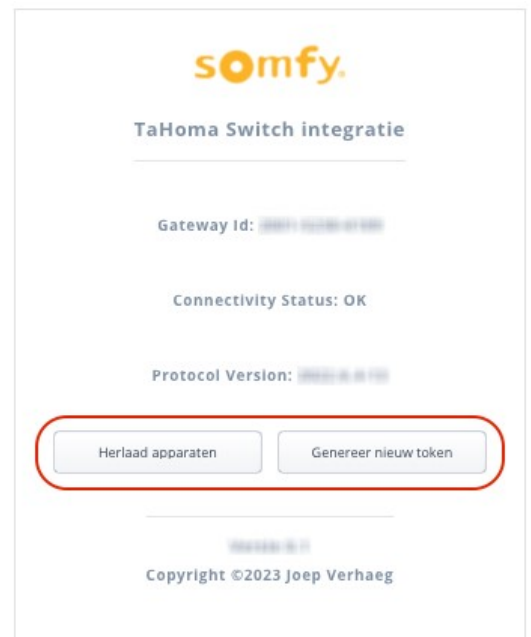 somfy.
TaHoma Switch integratie
Gateway Id:
Connectivity Status: OK
Protocol Version:
Herlaad apparaten
Genereer nieuw token
Copyright ©2023 Joep Verhaeg